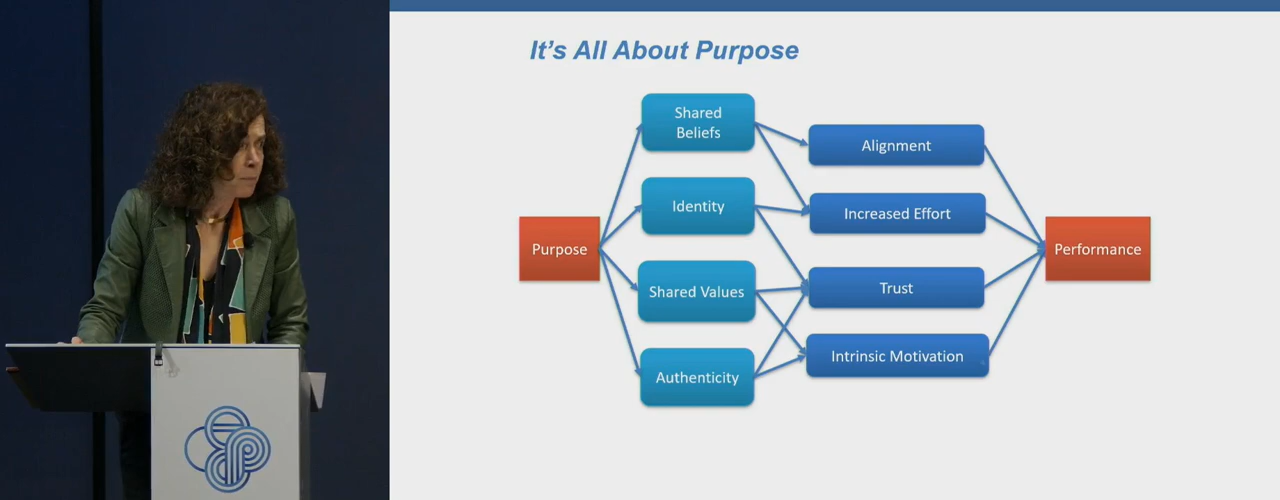 It's All About Purpose
Shared
Beliefs
Alignment
Identity
Increased Effort
Purpose
Performance
Shared Values
Trust
Intrinsic Motivation
Authenticity